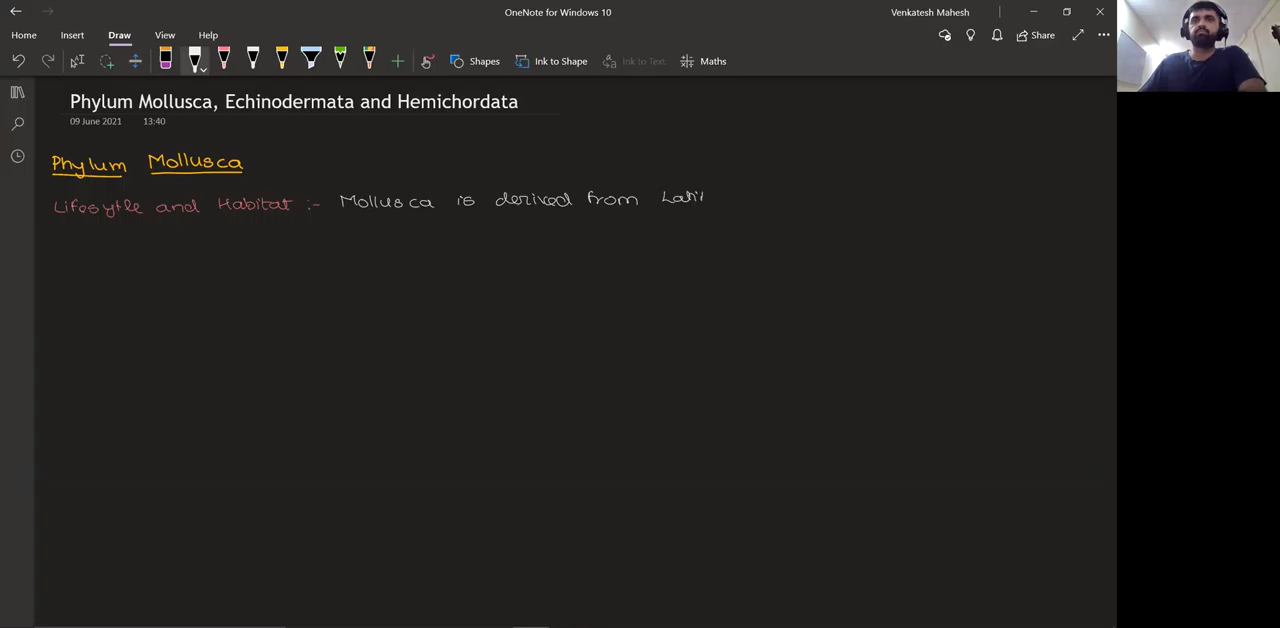 OneNote for Windows 10
Venkatesh Mahesh
Home Insert Draw View Help
Share
Shapes Ink to Shape Ink to Text Maths
Phylum Mollusca, Echinodermata and Hemichordata
09 June 2021 13:40
Phylum Mollusca
Lifesytle and Habitat :- Mollusca is derived from Lati